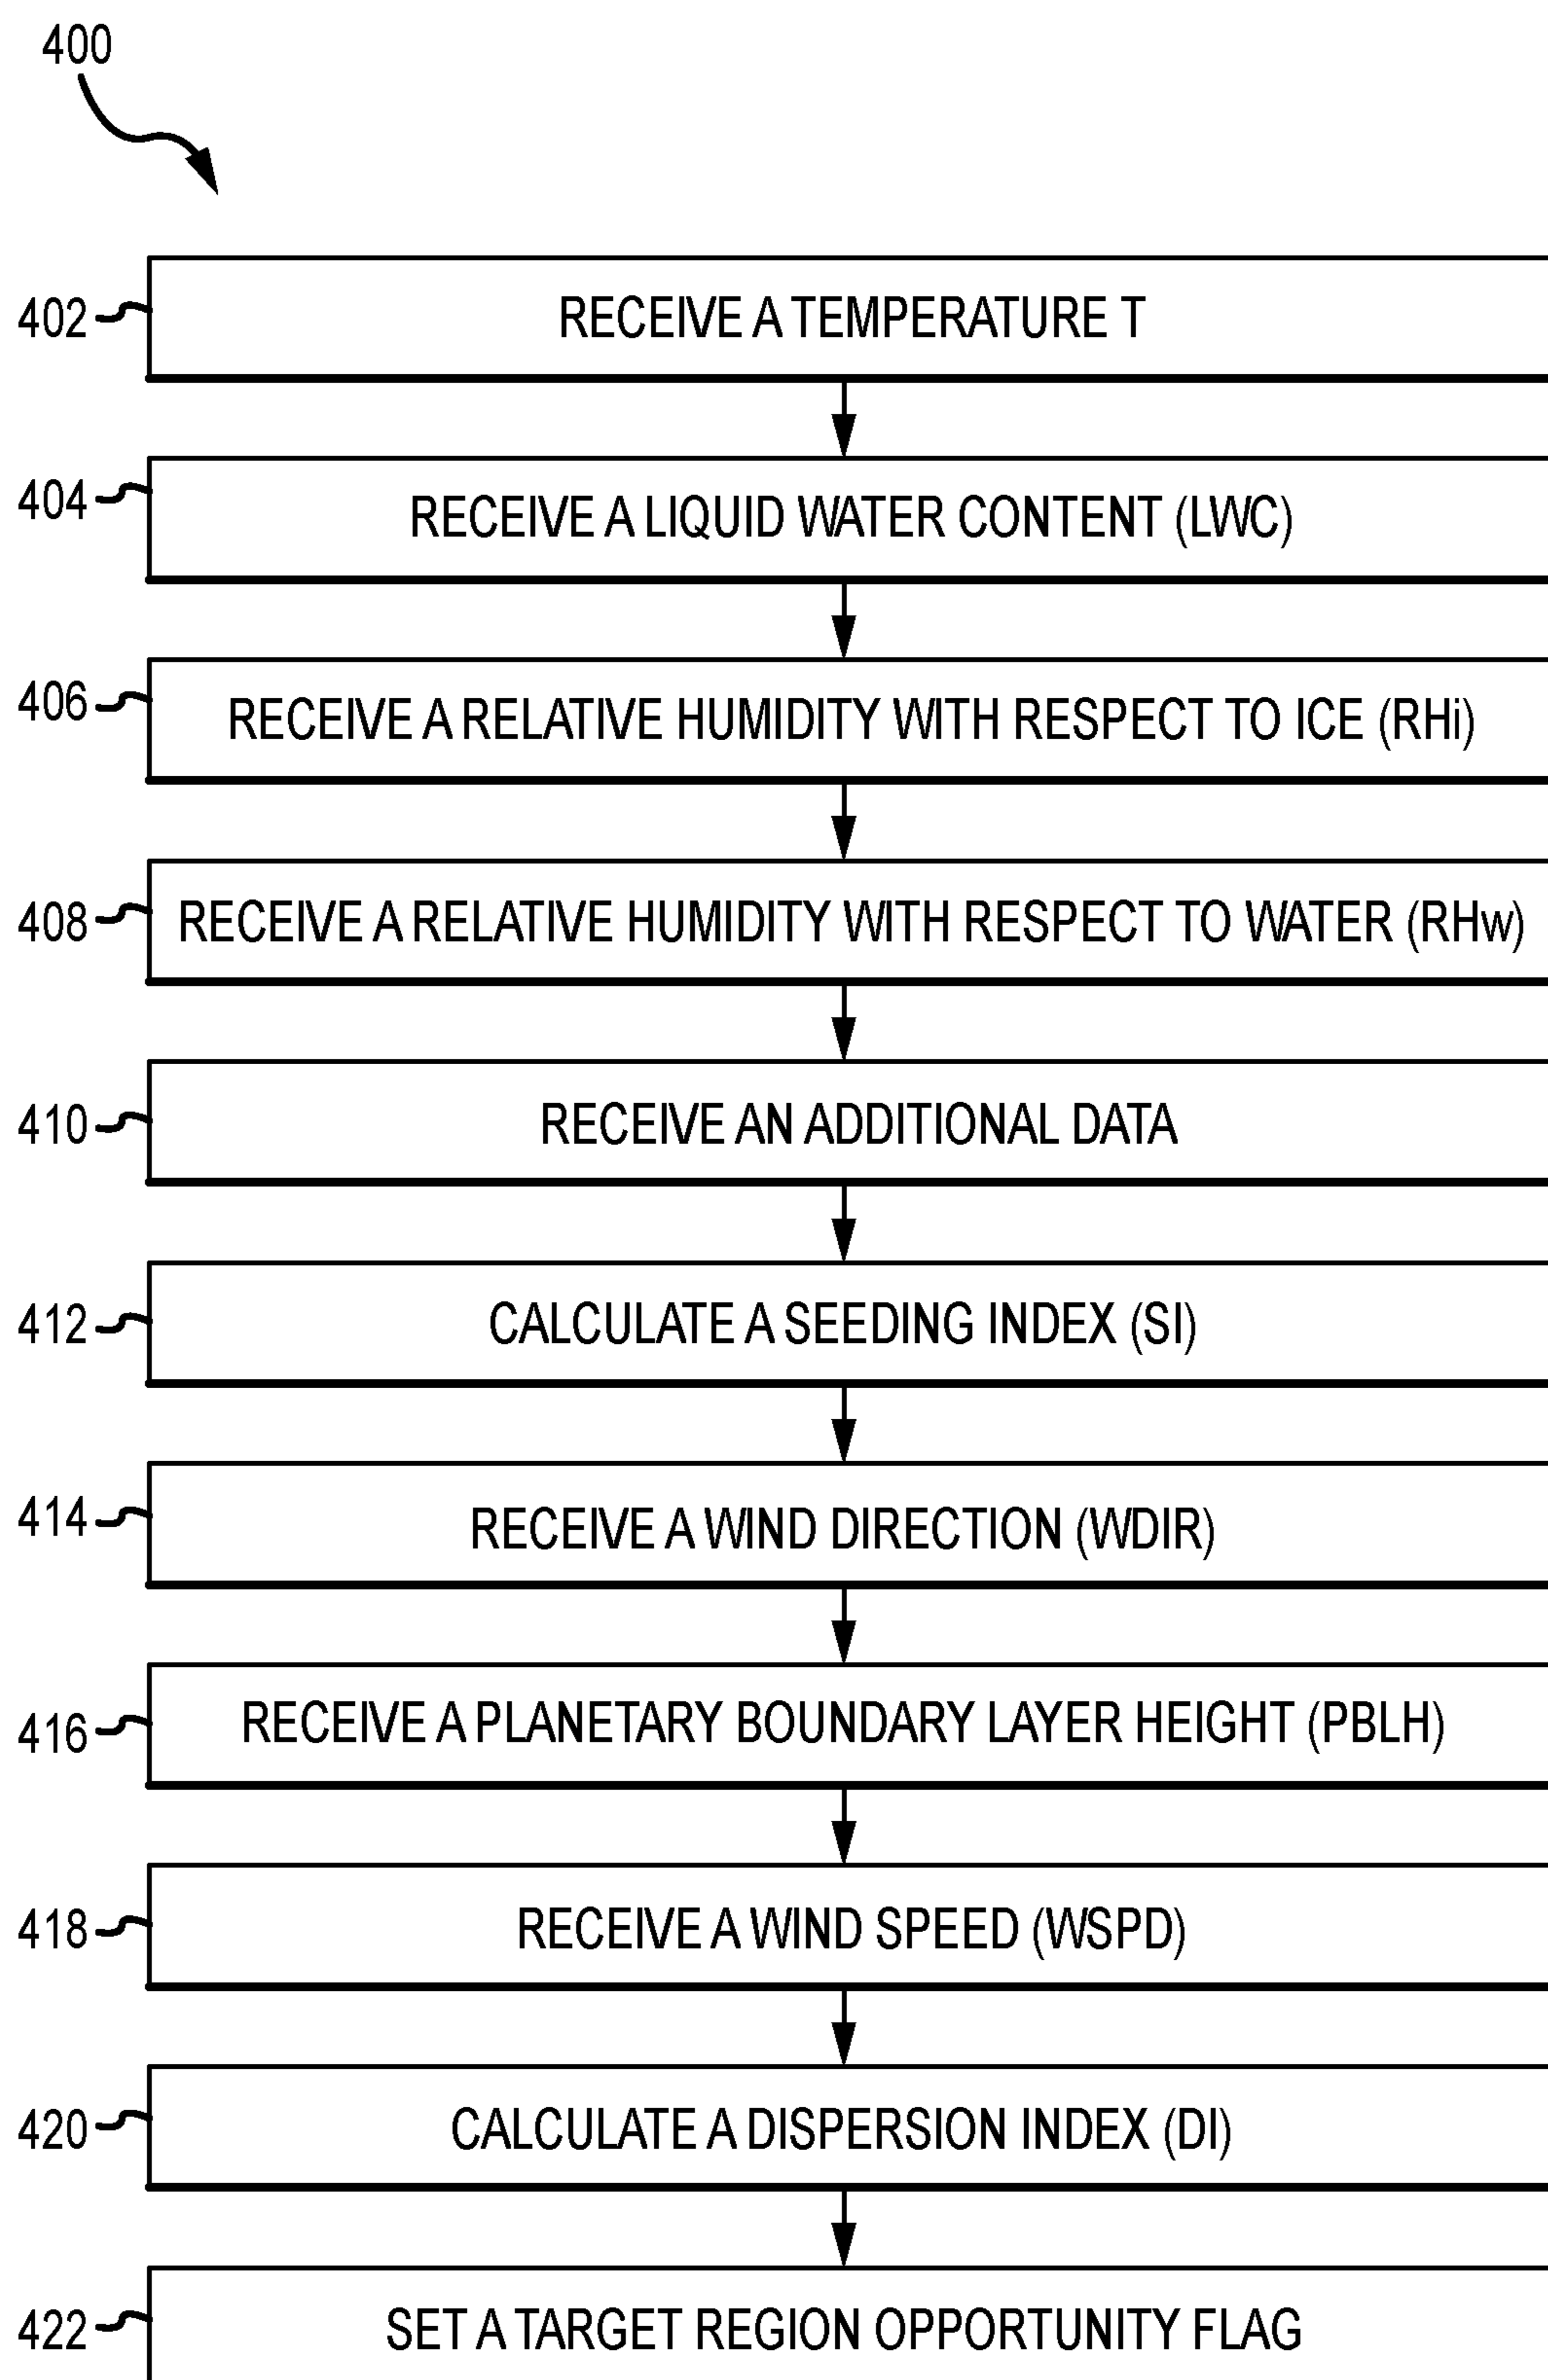 400
402 RECEIVE A TEMPERATURE T
404 RECEIVE A LIQUID WATER CONTENT (LWC)
406 RECEIVE A RELATIVE HUMIDITY WITH RESPECT TO ICE (RHi)
408 RECEIVE A RELATIVE HUMIDITY WITH RESPECT TO WATER (RHw)
410 RECEIVE AN ADDITIONAL DATA
412 CALCULATE A SEEDING INDEX (SI)
414 RECEIVE A WIND DIRECTION (WDIR)
416 RECEIVE A PLANETARY BOUNDARY LAYER HEIGHT (PBLH)
418 RECEIVE A WIND SPEED (WSPD)
420 CALCULATE A DISPERSION INDEX (DI)
422 SET A TARGET REGION OPPORTUNITY FLAG